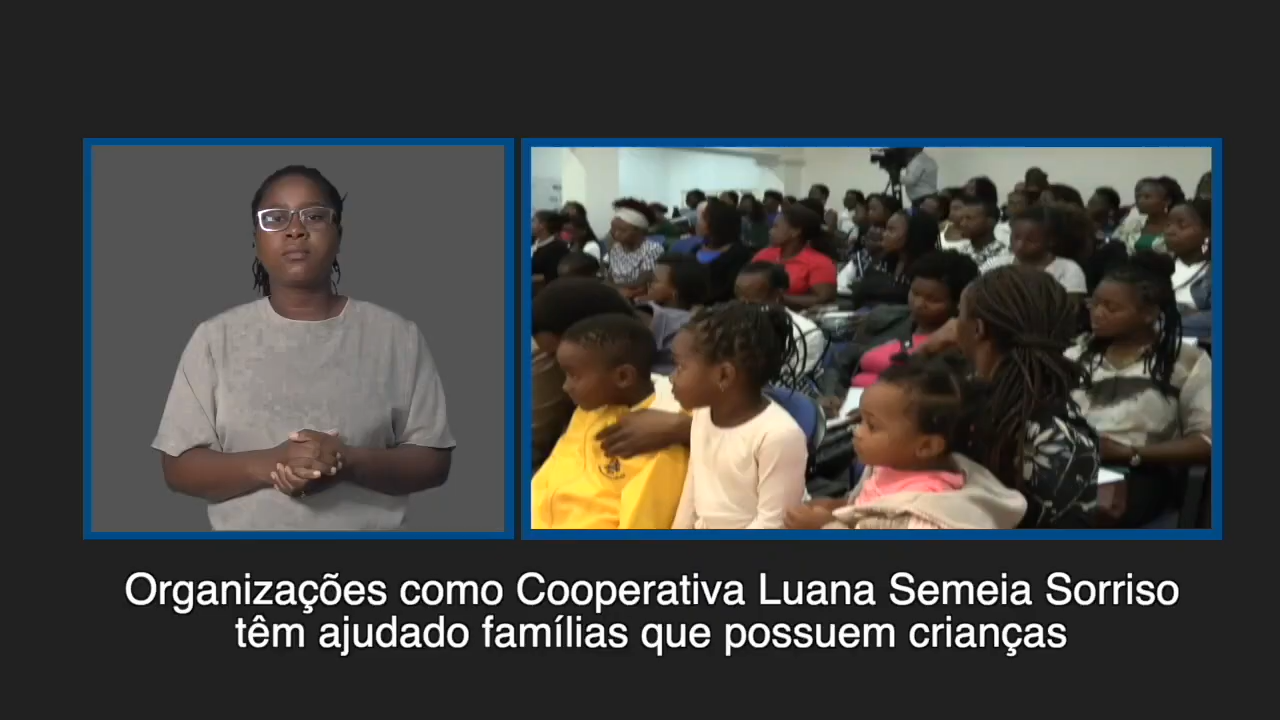 Organizações como Cooperativa Luana Semeia Sorriso
têm ajudado famílias que possuem crianças